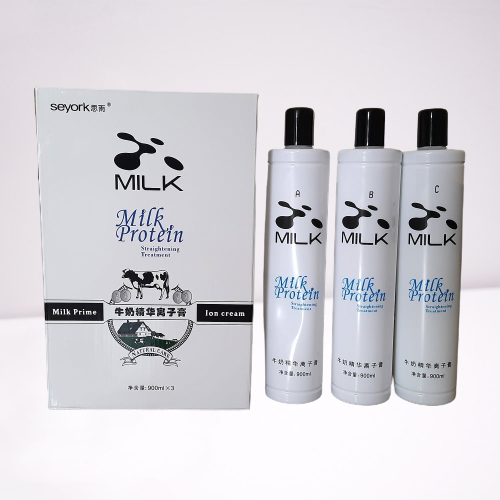 seyork思雨®
MILK
Milk
Protein
Straightening
Treatment
Milk Prime
Ion cream
牛奶精华离子膏
NATURAL CARE
净含量:900ml×3
A
MILK
Milk
Protein
Straightening
Treatment
牛奶精华离子膏
净含量:900ml
B
MILK
Milk
Protein
Straightening
Treatment
牛奶精华离子膏
净含量:900ml
C
MILK
Milk
Protein
Straightening
Treatment
牛奶精华离子膏
净含量:900ml